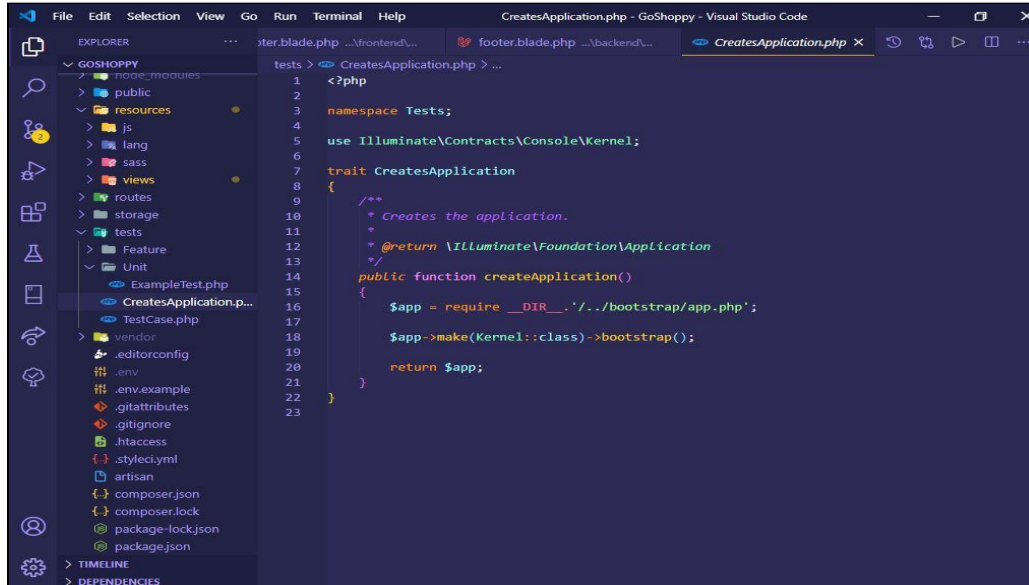 File Edit Selection View Go Run Terminal Help CreatesApplication.php - GoShoppy - Visual Studio Code
EXPLORER ... ter.blade.php ...\frontend\... footer.blade.php ...\backend\... CreatesApplication.php
GOSHOPPY
tests > CreatesApplication.php > ...
node_modules
public
resources
js
lang
sass
views
routes
storage
tests
Feature
Unit
ExampleTest.php
CreatesApplication.p...
TestCase.php
vendor
.editorconfig
.env
.env.example
.gitattributes
.gitignore
.htaccess
.styleci.yml
artisan
composer.json
composer.lock
package-lock.json
package.json
TIMELINE
DEPENDENCIES
2
1 <?php
2
3 namespace Tests;
4
5 use Illuminate\Contracts\Console\Kernel;
6
7 trait CreatesApplication
8 {
9 /**
10 * Creates the application.
11 *
12 * @return \Illuminate\Foundation\Application
13 */
14 public function createApplication()
15 {
16 $app = require __DIR__.'/../bootstrap/app.php';
17
18 $app->make(Kernel::class)->bootstrap();
19
20 return $app;
21 }
22 }
23